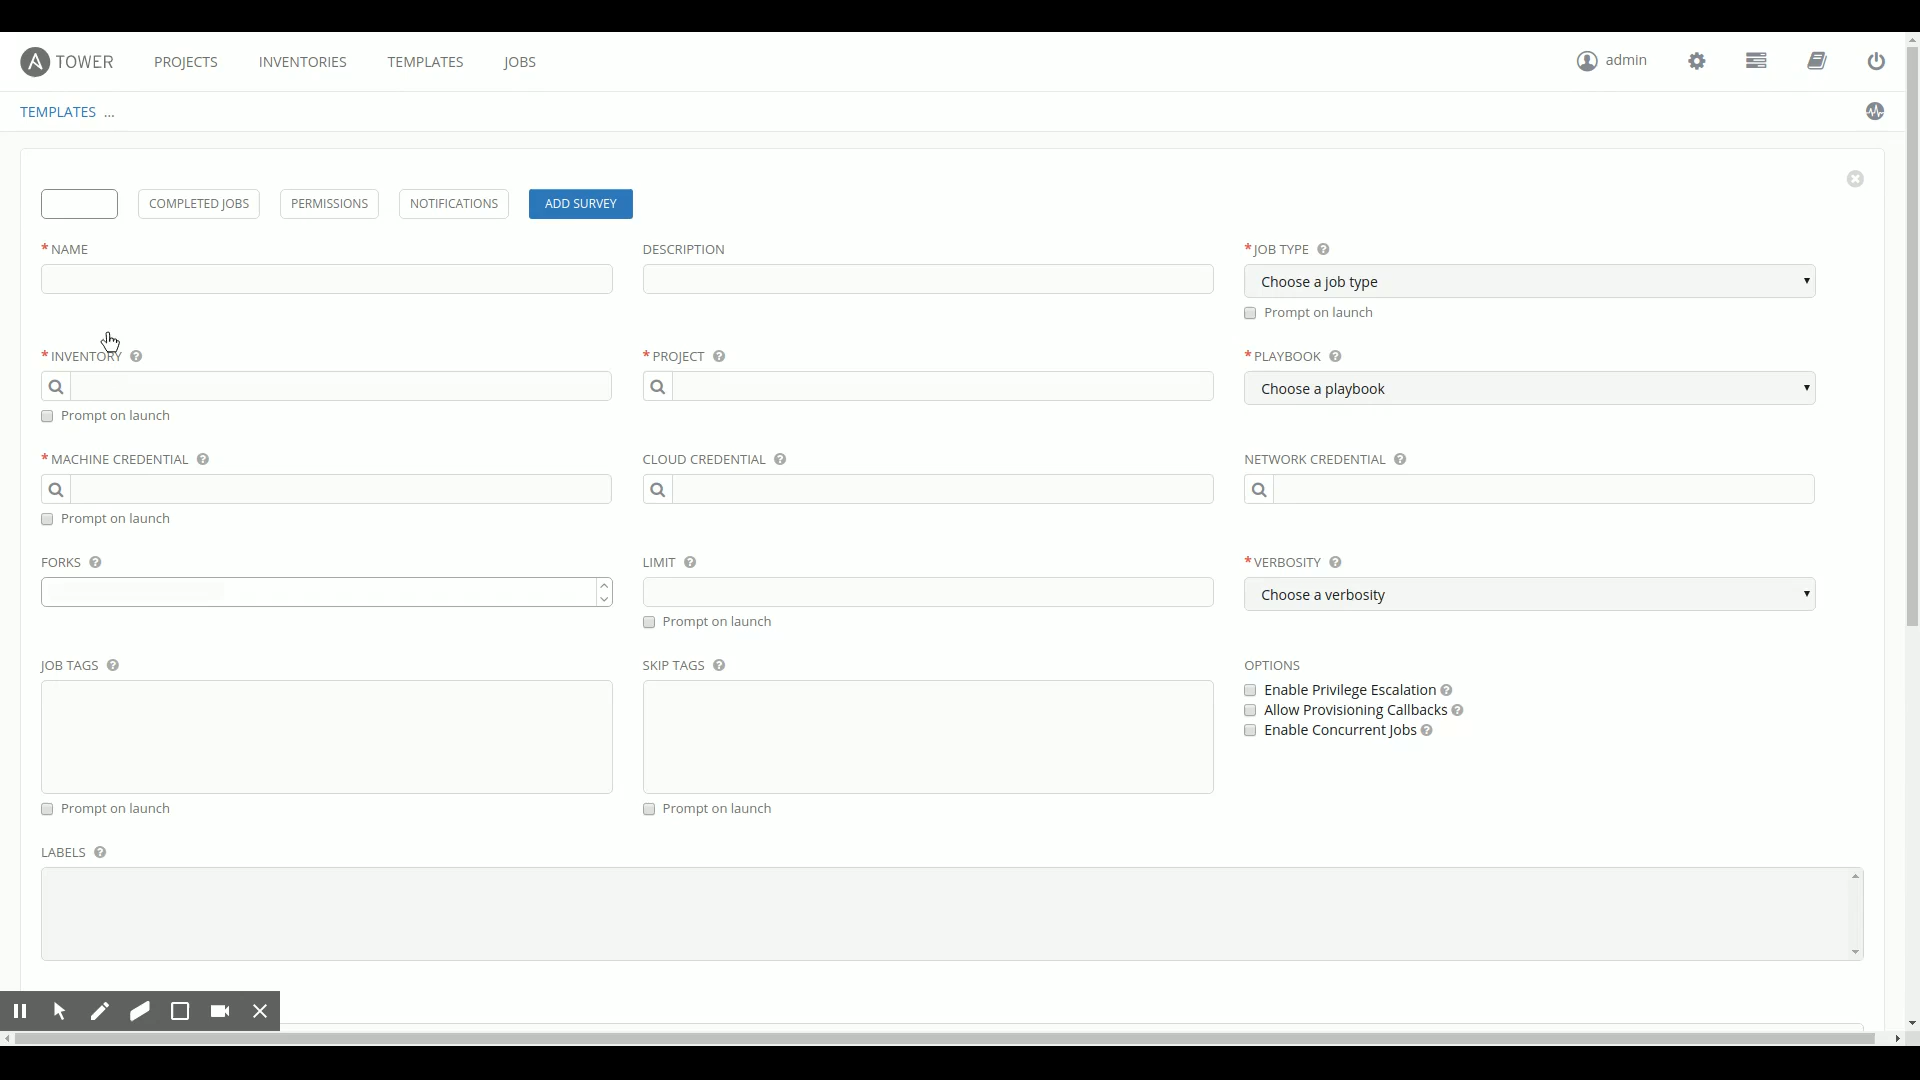 TOWER PROJECTS INVENTORIES TEMPLATES JOBS admin
TEMPLATES ...
COMPLETED JOBS PERMISSIONS NOTIFICATIONS ADD SURVEY
* NAME DESCRIPTION * JOB TYPE ?
Choose a job type
Prompt on launch
* INVENTORY ? * PROJECT ? * PLAYBOOK ?
Choose a playbook
Prompt on launch
* MACHINE CREDENTIAL ? CLOUD CREDENTIAL ? NETWORK CREDENTIAL ?
Prompt on launch
FORKS ? LIMIT ? * VERBOSITY ?
Choose a verbosity
Prompt on launch
JOB TAGS ? SKIP TAGS ? OPTIONS
Enable Privilege Escalation ?
Allow Provisioning Callbacks ?
Enable Concurrent Jobs ?
Prompt on launch Prompt on launch
LABELS ?